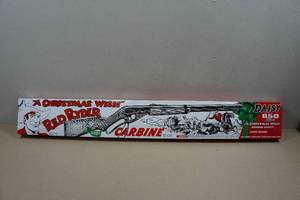 "A CHRISTMAS WISH"
RED RYDER
CARBINE
DAISY
650